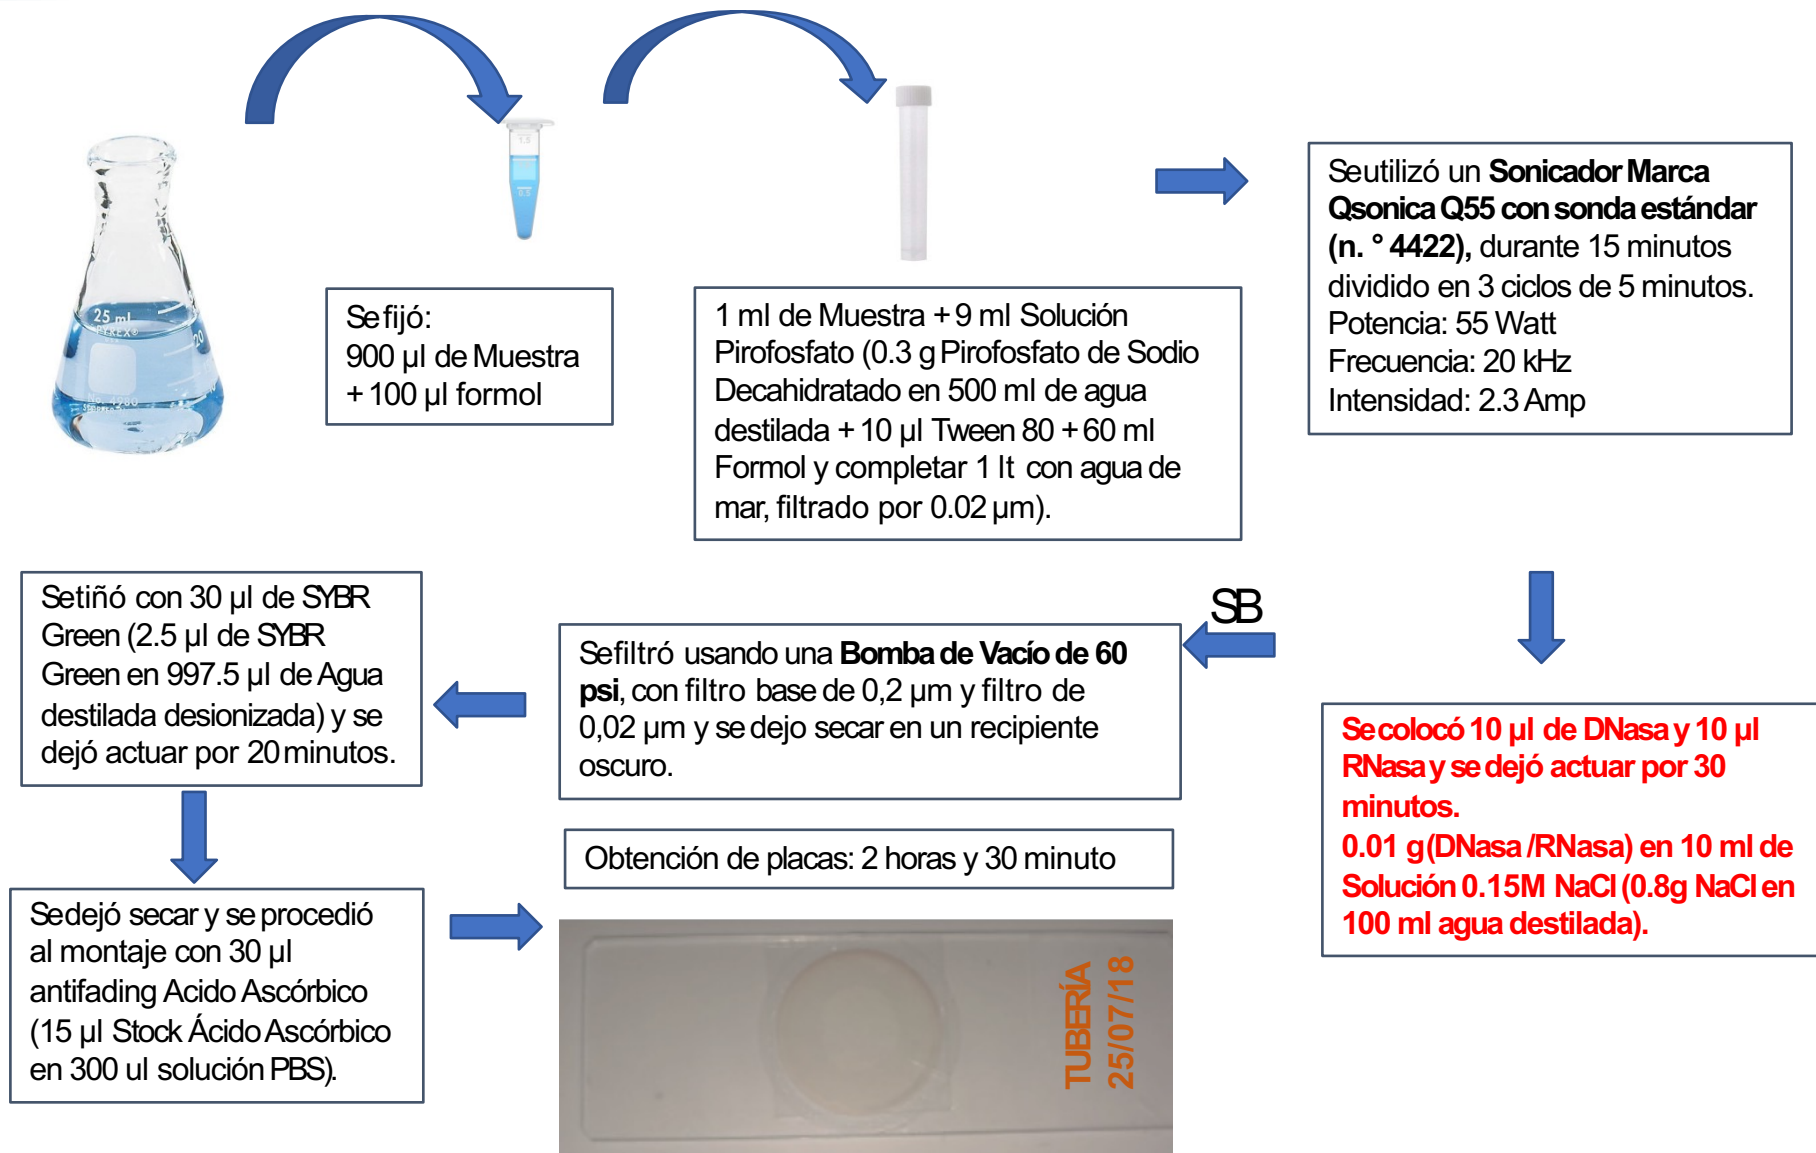 25 ml
PYREX®
20
No. 4980
1.5
0.5
Se fijó:
900 µl de Muestra
+ 100 µl formol
1 ml de Muestra + 9 ml Solución
Pirofosfato (0.3 g Pirofosfato de Sodio
Decahidratado en 500 ml de agua
destilada + 10 µl Tween 80 + 60 ml
Formol y completar 1 lt con agua de
mar, filtrado por 0.02 µm).
Se utilizó un Sonicador Marca
Qsonica Q55 con sonda estándar
(n. ° 4422), durante 15 minutos
dividido en 3 ciclos de 5 minutos.
Potencia: 55 Watt
Frecuencia: 20 kHz
Intensidad: 2.3 Amp
Se colocó 10 µl de DNasa y 10 µl
RNasa y se dejó actuar por 30
minutos.
0.01 g (DNasa /RNasa) en 10 ml de
Solución 0.15M NaCl (0.8g NaCl en
100 ml agua destilada).
SB
Se filtró usando una Bomba de Vacío de 60
psi, con filtro base de 0,2 µm y filtro de
0,02 µm y se dejo secar en un recipiente
oscuro.
Se tiñó con 30 µl de SYBR
Green (2.5 µl de SYBR
Green en 997.5 µl de Agua
destilada desionizada) y se
dejó actuar por 20 minutos.
Se dejó secar y se procedió
al montaje con 30 µl
antifading Acido Ascórbico
(15 µl Stock Ácido Ascórbico
en 300 ul solución PBS).
Obtención de placas: 2 horas y 30 minuto
TUBERÍA
25/07/18